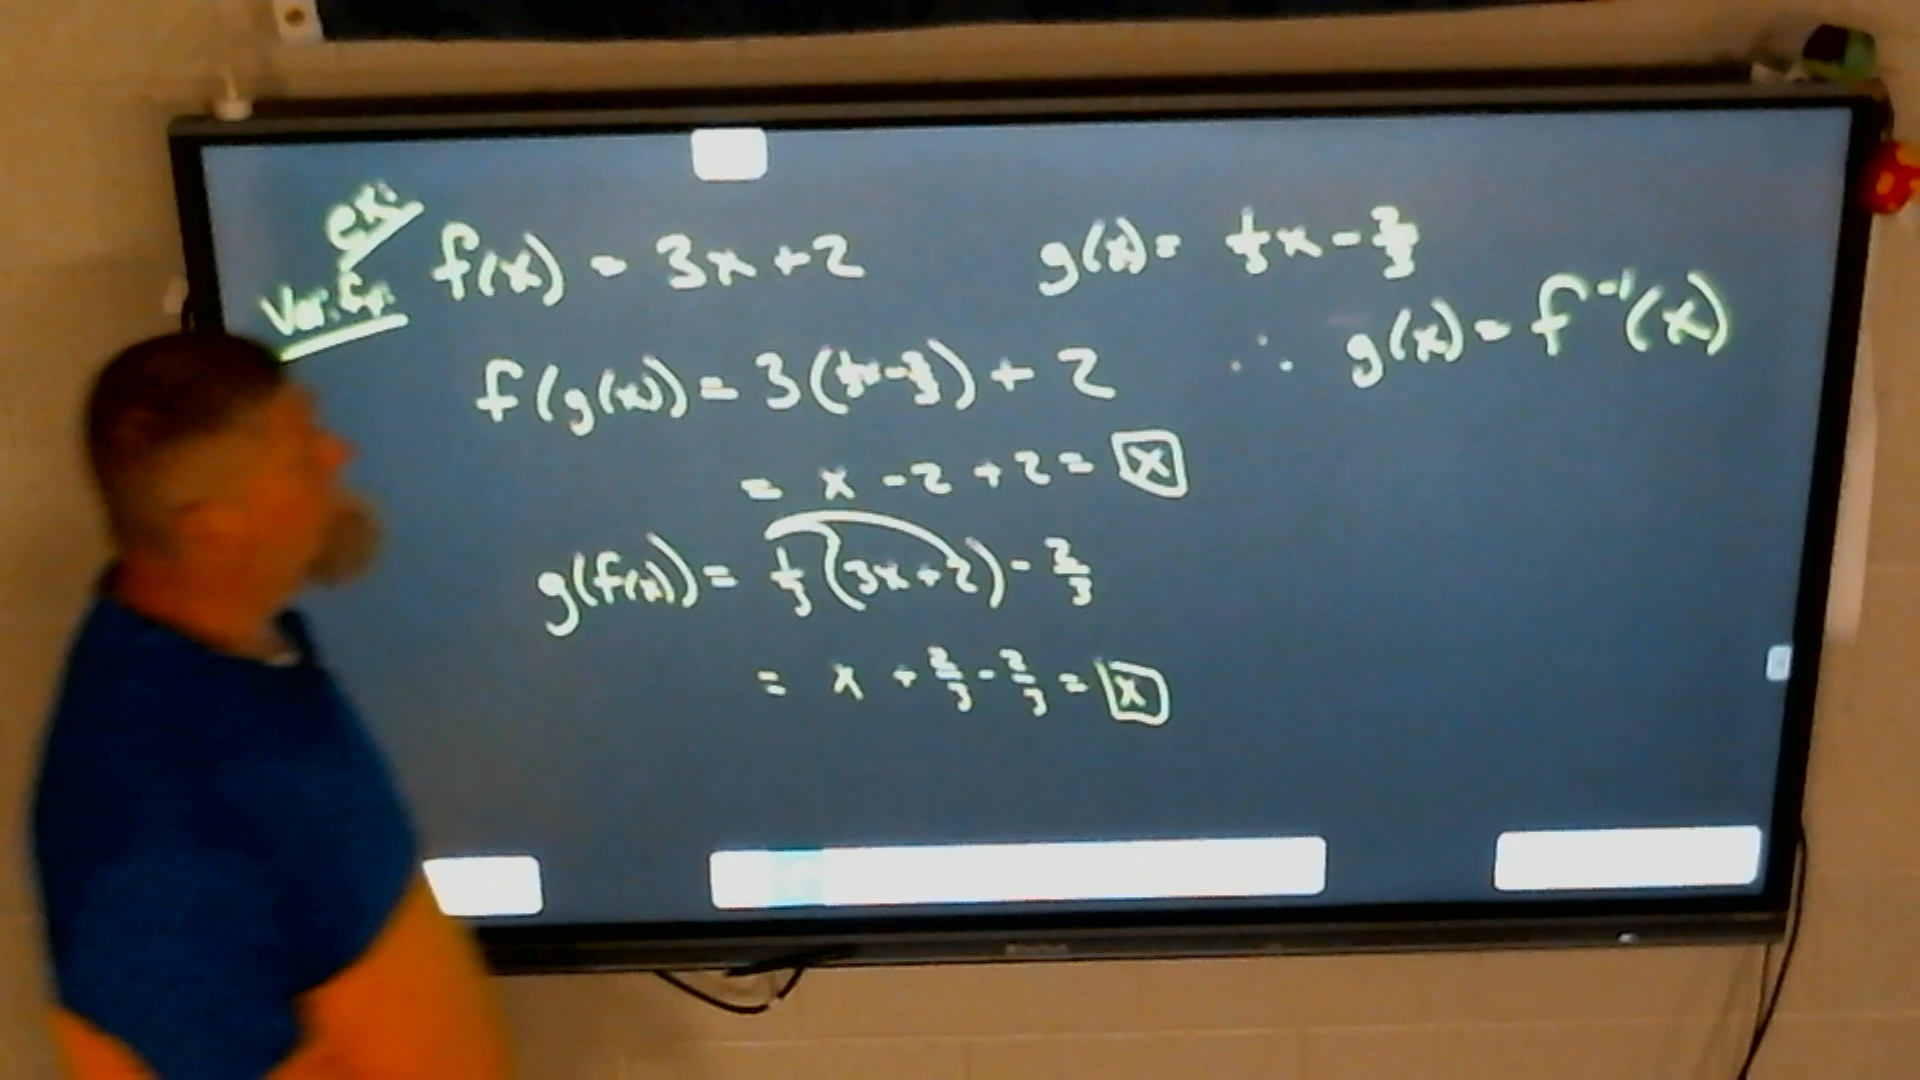 ex:
Verify: f(x) = 3x+2 g(x) = 1/3x - 2/3
∴ g(x) = f⁻¹(x)
f(g(x)) = 3(1/3x - 2/3) + 2
= x - 2 + 2 = x
g(f(x)) = 1/3(3x+2) - 2/3
= x + 2/3 - 2/3 = x